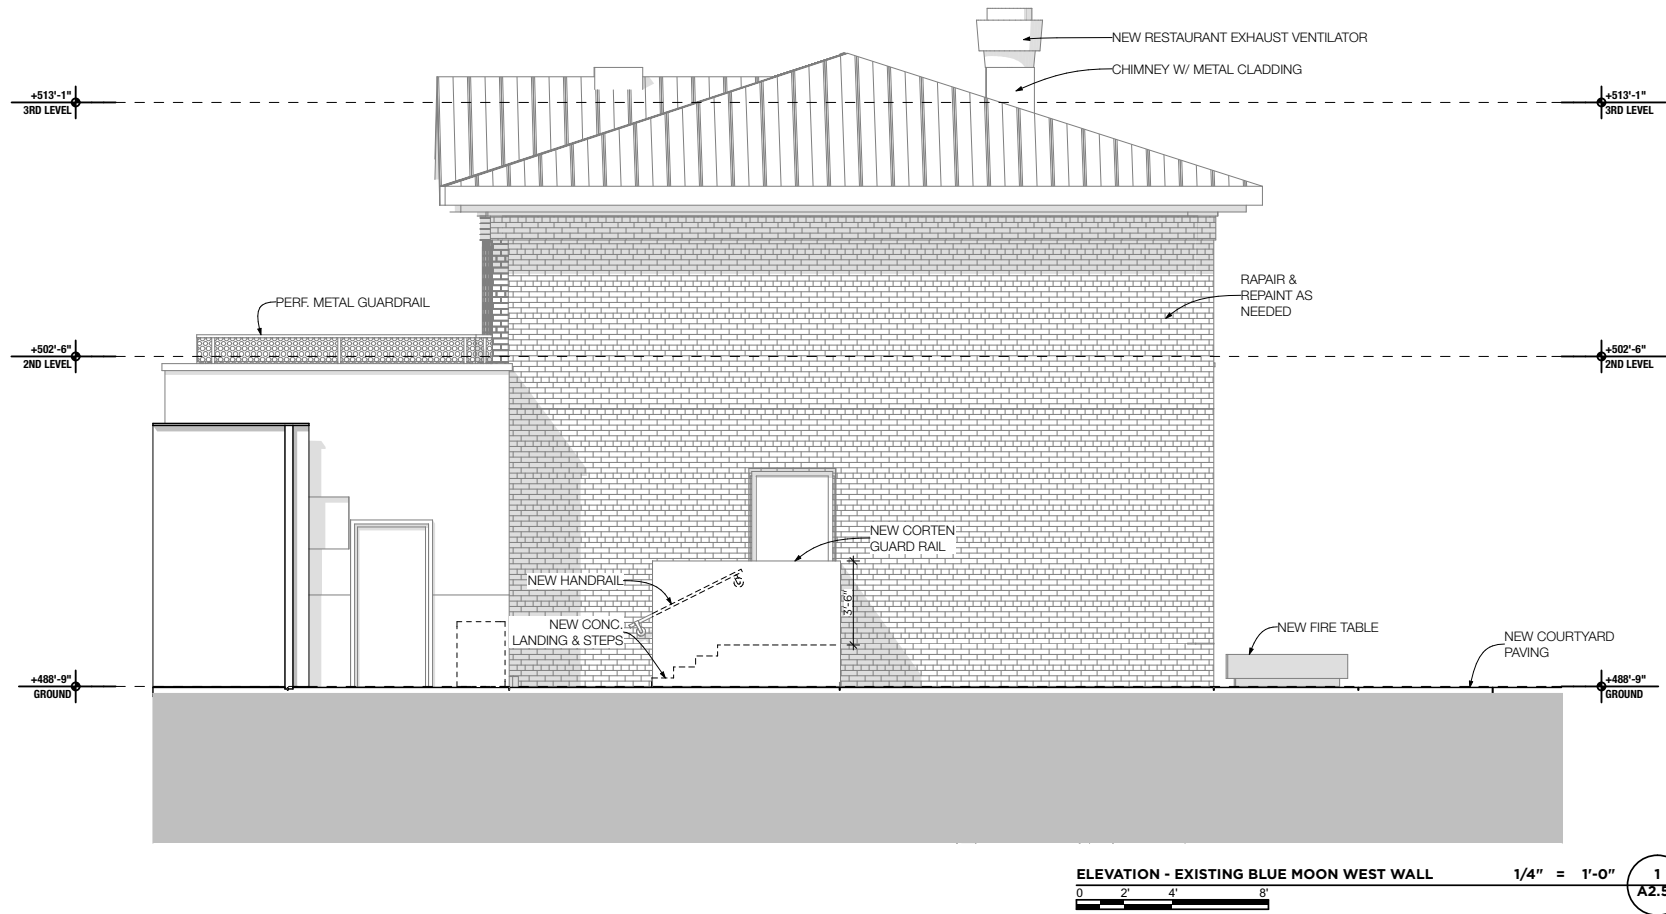 NEW RESTAURANT EXHAUST VENTILATOR
CHIMNEY W/ METAL CLADDING
+513'-1"
3RD LEVEL
+513'-1"
3RD LEVEL
RAPAIR &
REPAINT AS
NEEDED
PERF. METAL GUARDRAIL
+502'-6"
2ND LEVEL
+502'-6"
2ND LEVEL
NEW CORTEN
GUARD RAIL
NEW HANDRAIL
3'-6"
NEW CONC.
LANDING & STEPS
NEW FIRE TABLE
NEW COURTYARD
PAVING
+488'-9"
GROUND
+488'-9"
GROUND
ELEVATION - EXISTING BLUE MOON WEST WALL 1/4" = 1'-0"
1
A2.5
0 2' 4' 8'